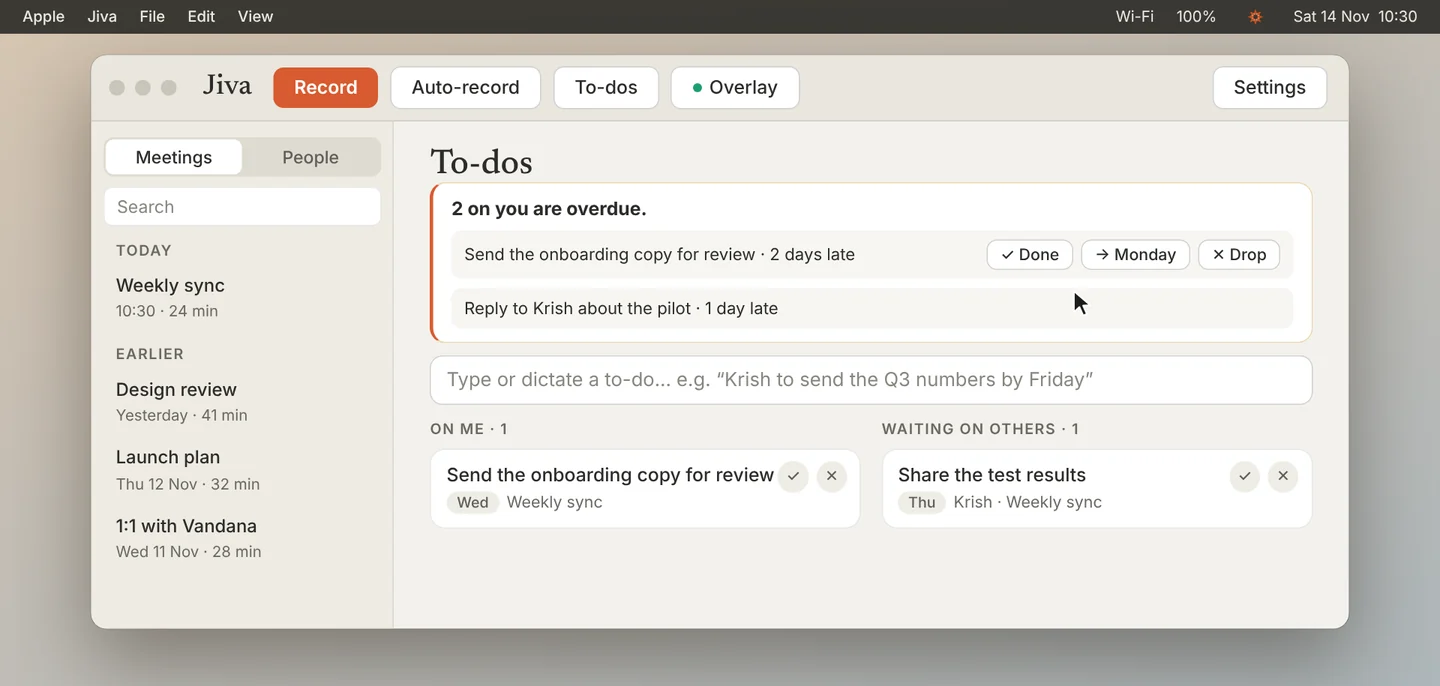 Apple Jiva File Edit View Wi-Fi 100% Sat 14 Nov 10:30
Jiva Record Auto-record To-dos Overlay Settings
Meetings People
Search
TODAY
Weekly sync
10:30 · 24 min
EARLIER
Design review
Yesterday · 41 min
Launch plan
Thu 12 Nov · 32 min
1:1 with Vandana
Wed 11 Nov · 28 min
To-dos
2 on you are overdue.
Send the onboarding copy for review · 2 days late ✓ Done → Monday ✕ Drop
Reply to Krish about the pilot · 1 day late
Type or dictate a to-do... e.g. “Krish to send the Q3 numbers by Friday”
ON ME · 1
Send the onboarding copy for review ✓ ✕
Wed Weekly sync
WAITING ON OTHERS · 1
Share the test results ✓ ✕
Thu Krish · Weekly sync